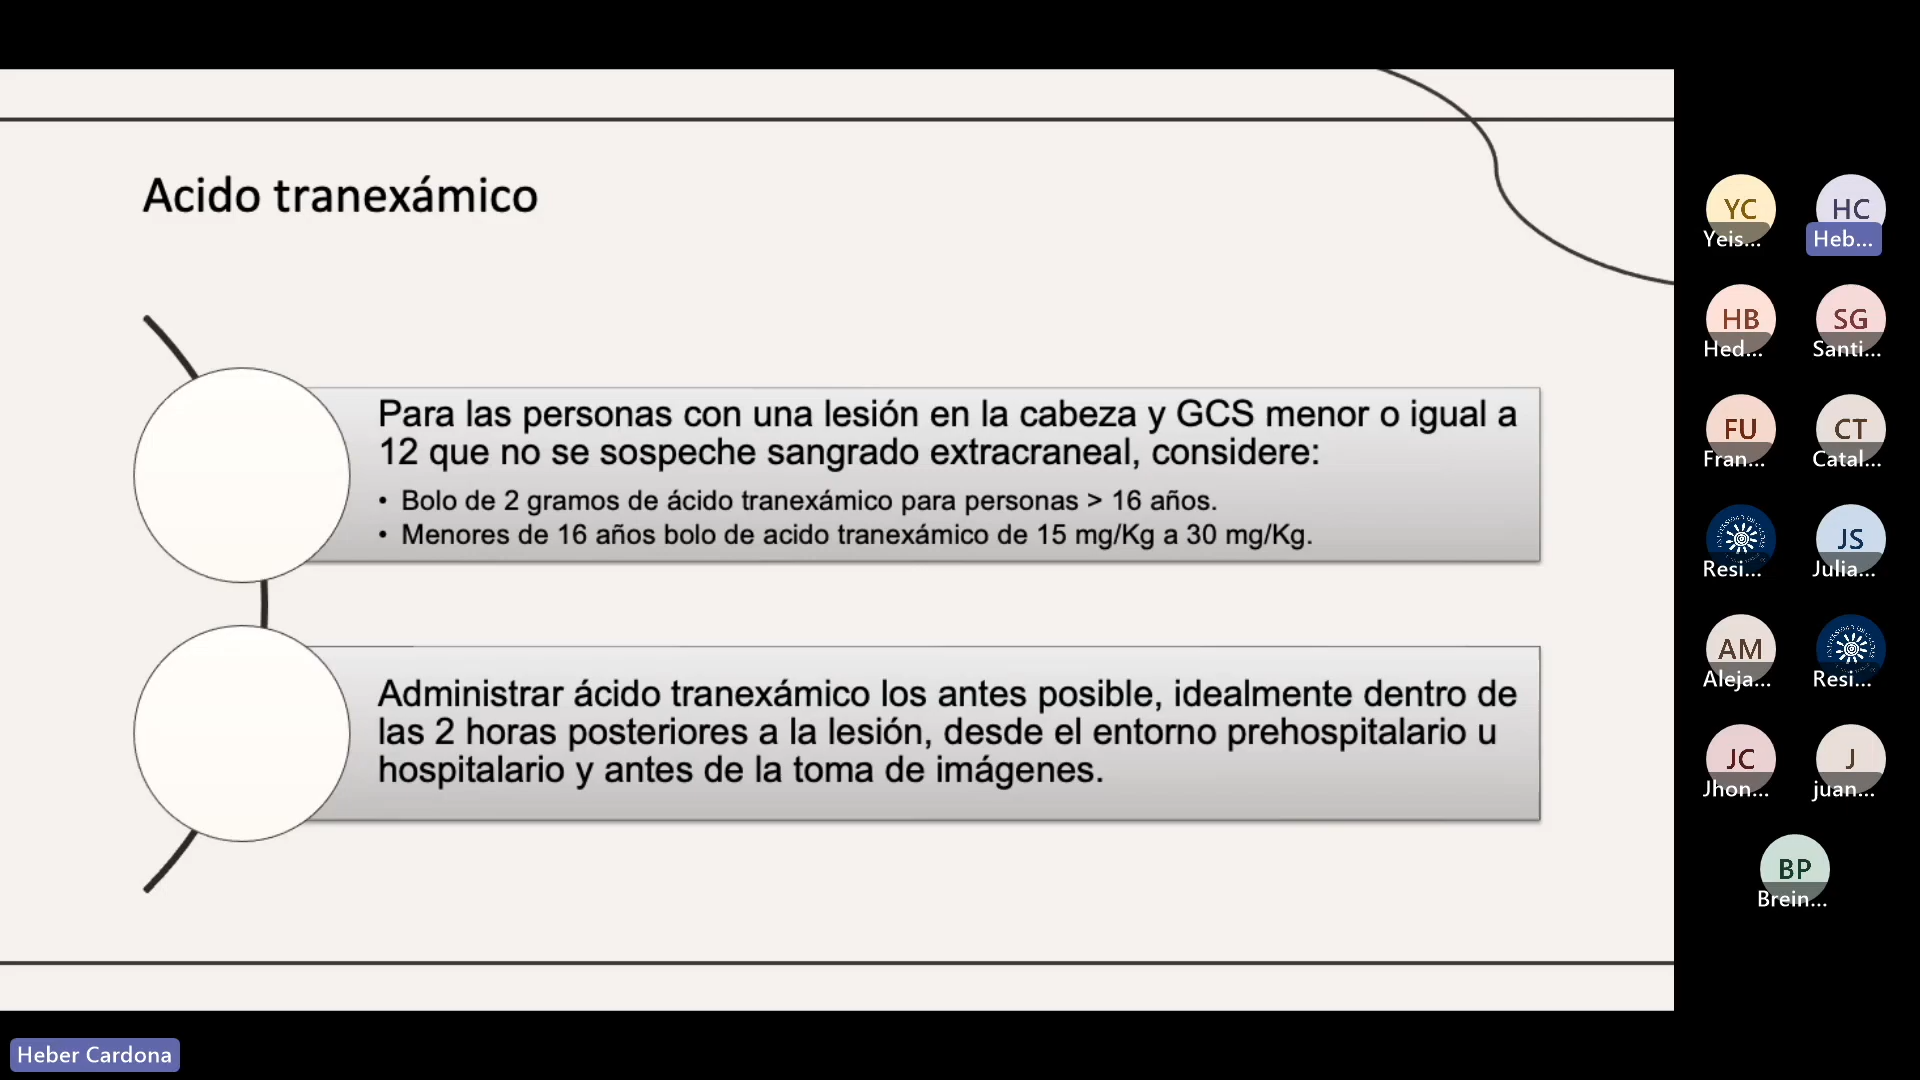 Acido tranexámico
Para las personas con una lesión en la cabeza y GCS menor o igual a
12 que no se sospeche sangrado extracraneal, considere:
• Bolo de 2 gramos de ácido tranexámico para personas > 16 años.
• Menores de 16 años bolo de acido tranexámico de 15 mg/Kg a 30 mg/Kg.
Administrar ácido tranexámico los antes posible, idealmente dentro de
las 2 horas posteriores a la lesión, desde el entorno prehospitalario u
hospitalario y antes de la toma de imágenes.
YC
Yeis...
HC
Heb...
HB
Hed...
SG
Santi...
FU
Fran...
CT
Catal...
Resi...
JS
Julia...
AM
Aleja...
Resi...
JC
Jhon...
J
juan...
BP
Brein...
Heber Cardona